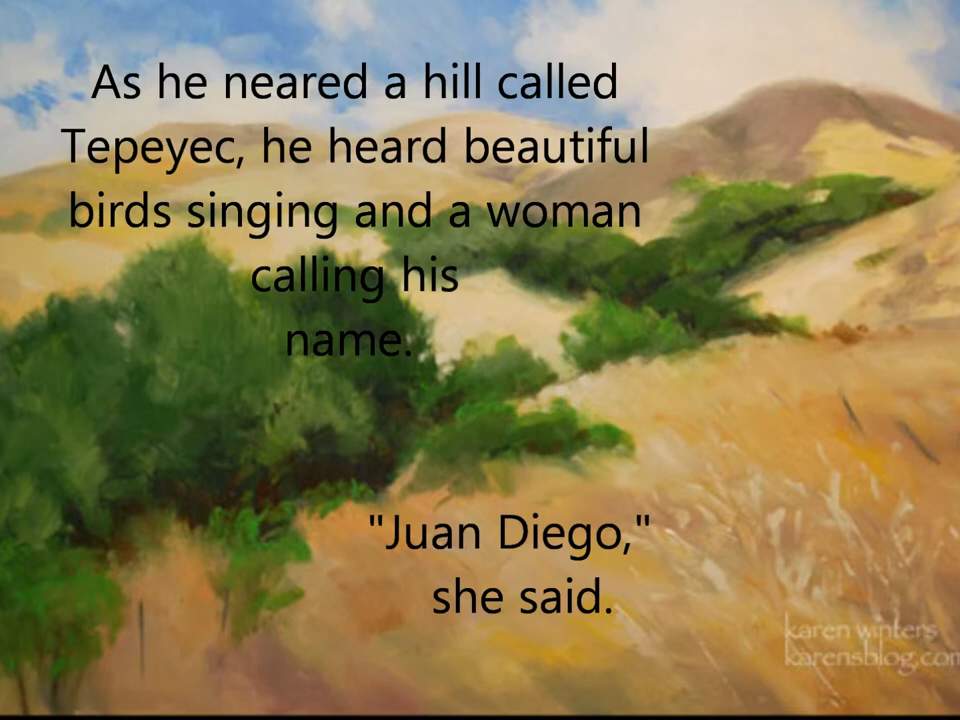 As he neared a hill called
Tepeyec, he heard beautiful
birds singing and a woman
calling his
name.
"Juan Diego,"
she said.
karen winters
karensblog.com